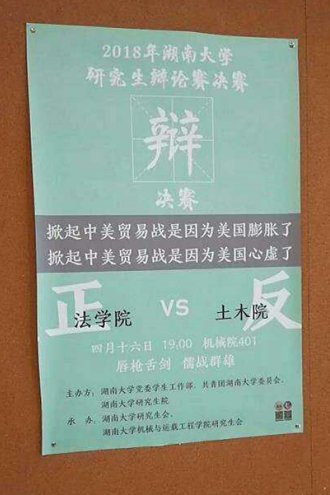 2018年湖南大学
研究生辩论赛决赛
辩
决赛
掀起中美贸易战是因为美国膨胀了
掀起中美贸易战是因为美国心虚了
正 法学院 VS 土木院 反
四月十六日 19:00 机械院401
唇枪舌剑 儒战群雄
主办方：湖南大学党委学生工作部、共青团湖南大学委员会、
湖南大学研究生院
承 办：湖南大学研究生会、
湖南大学机械与运载工程学院研究生会